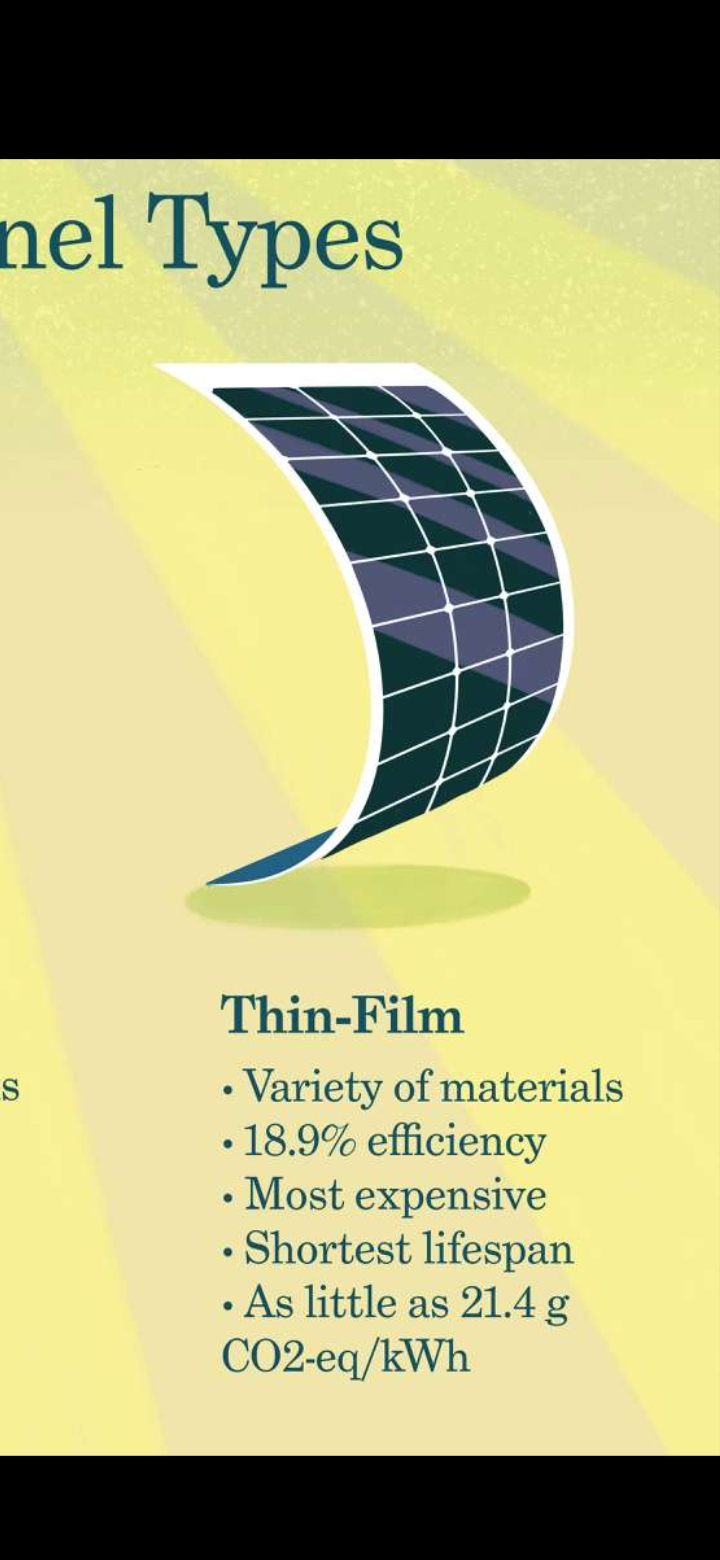 nel Types
Thin-Film
s
• Variety of materials
• 18.9% efficiency
• Most expensive
• Shortest lifespan
• As little as 21.4 g
CO2-eq/kWh